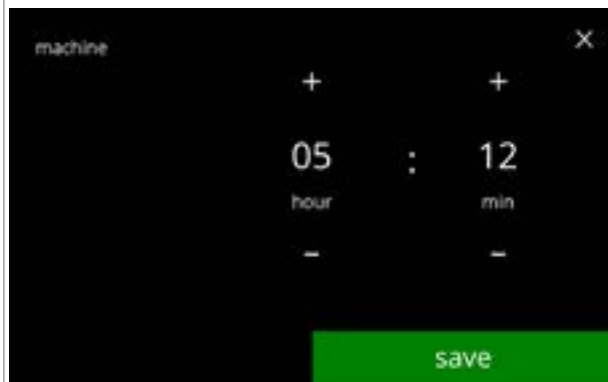 machine
×
+ +
05 : 12
hour min
− −
save